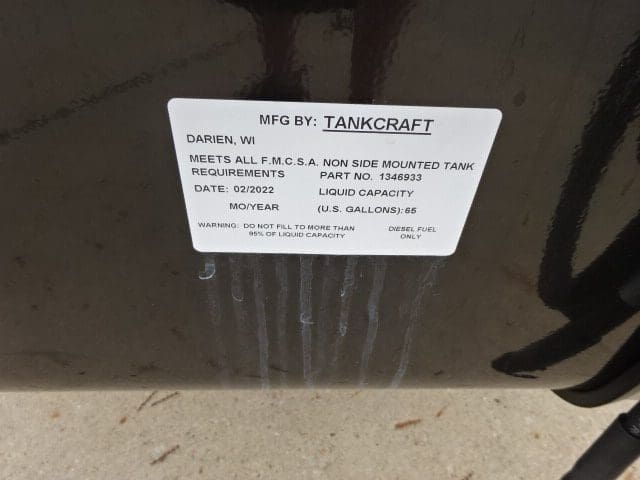 MFG BY: TANKCRAFT
DARIEN, WI
MEETS ALL F.M.C.S.A. NON SIDE MOUNTED TANK
REQUIREMENTS PART NO. 1346933
DATE: 02/2022 LIQUID CAPACITY
MO/YEAR (U.S. GALLONS): 65
WARNING: DO NOT FILL TO MORE THAN DIESEL FUEL
95% OF LIQUID CAPACITY ONLY